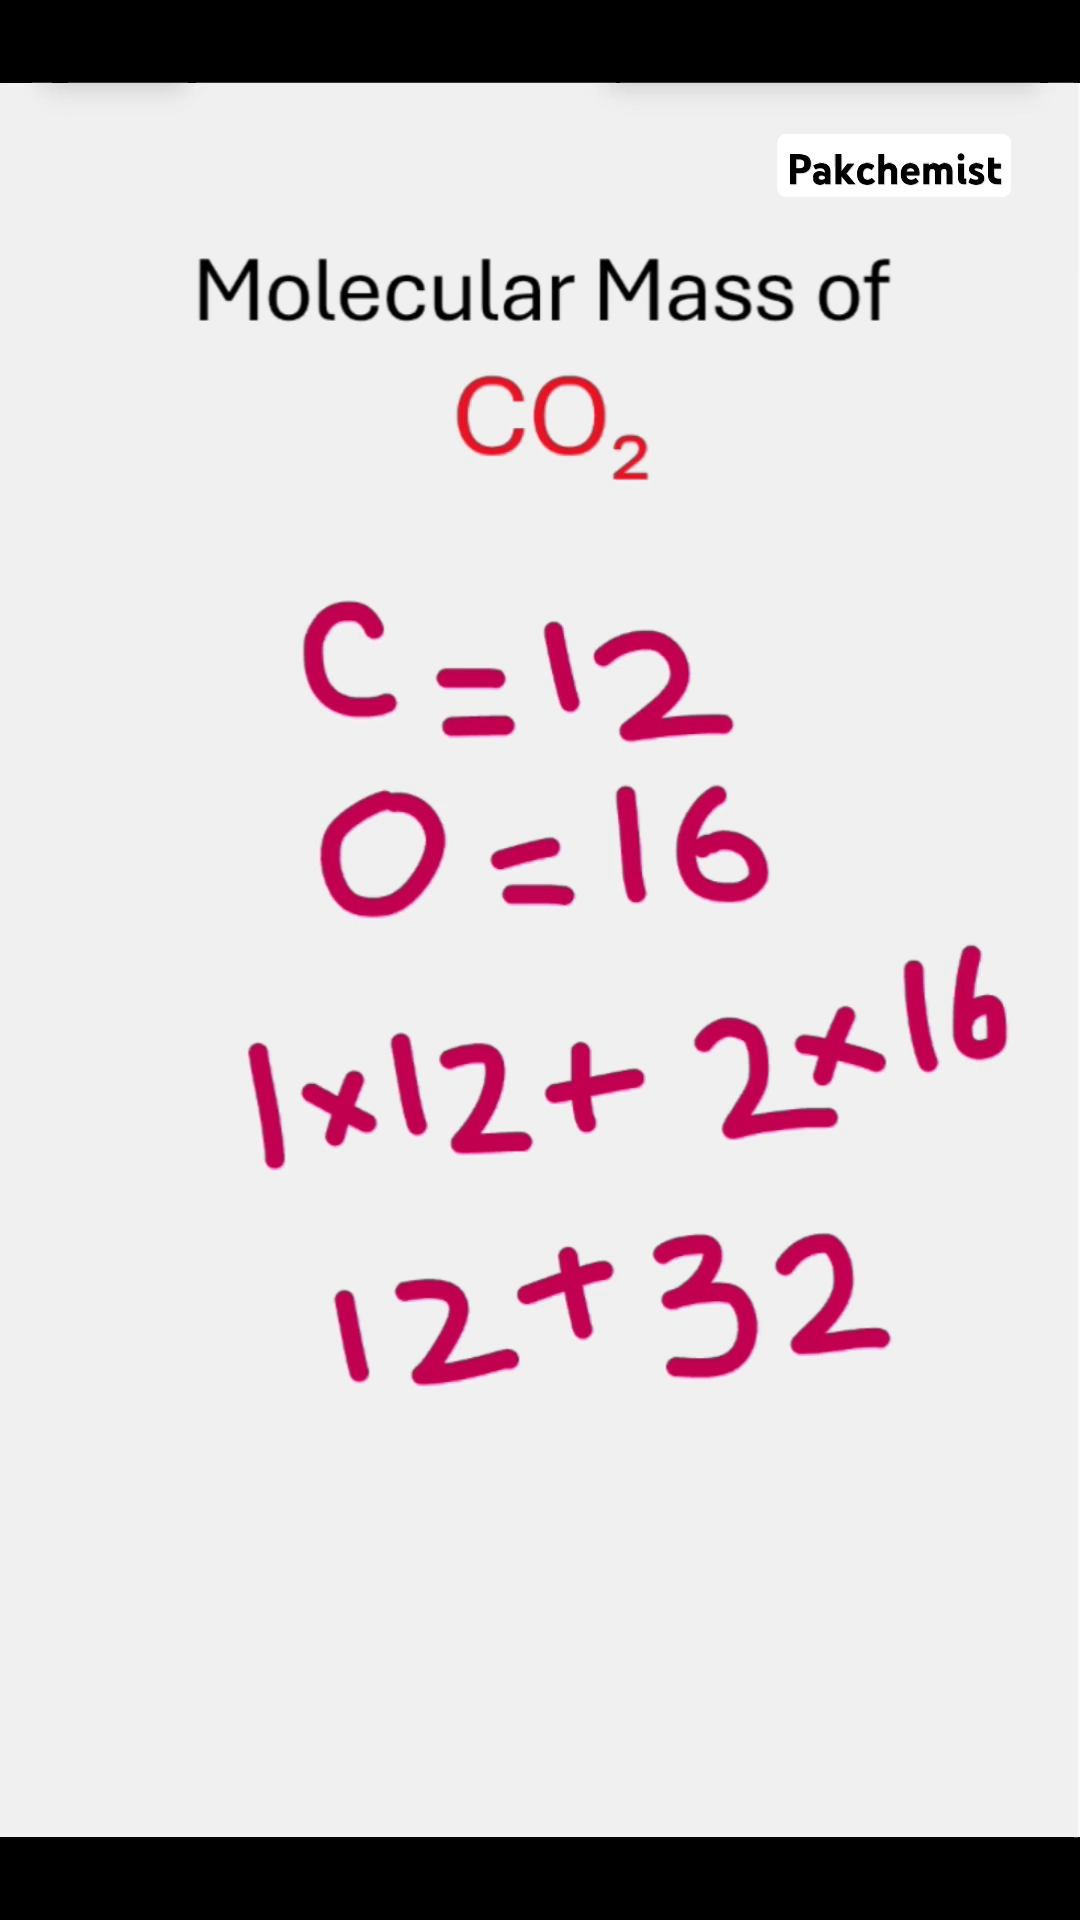 Pakchemist
Molecular Mass of
CO₂
C = 12
O = 16
1×12 + 2×16
12 + 32